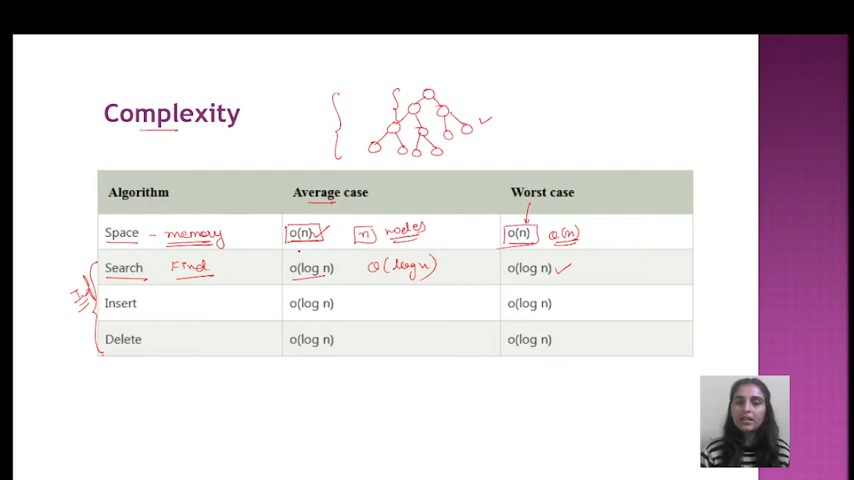 Complexity
Algorithm Average case Worst case
Space - memory o(n) n nodes o(n) O(n)
Search Find o(log n) O(logn) o(log n)
Insert o(log n) o(log n)
Delete o(log n) o(log n)